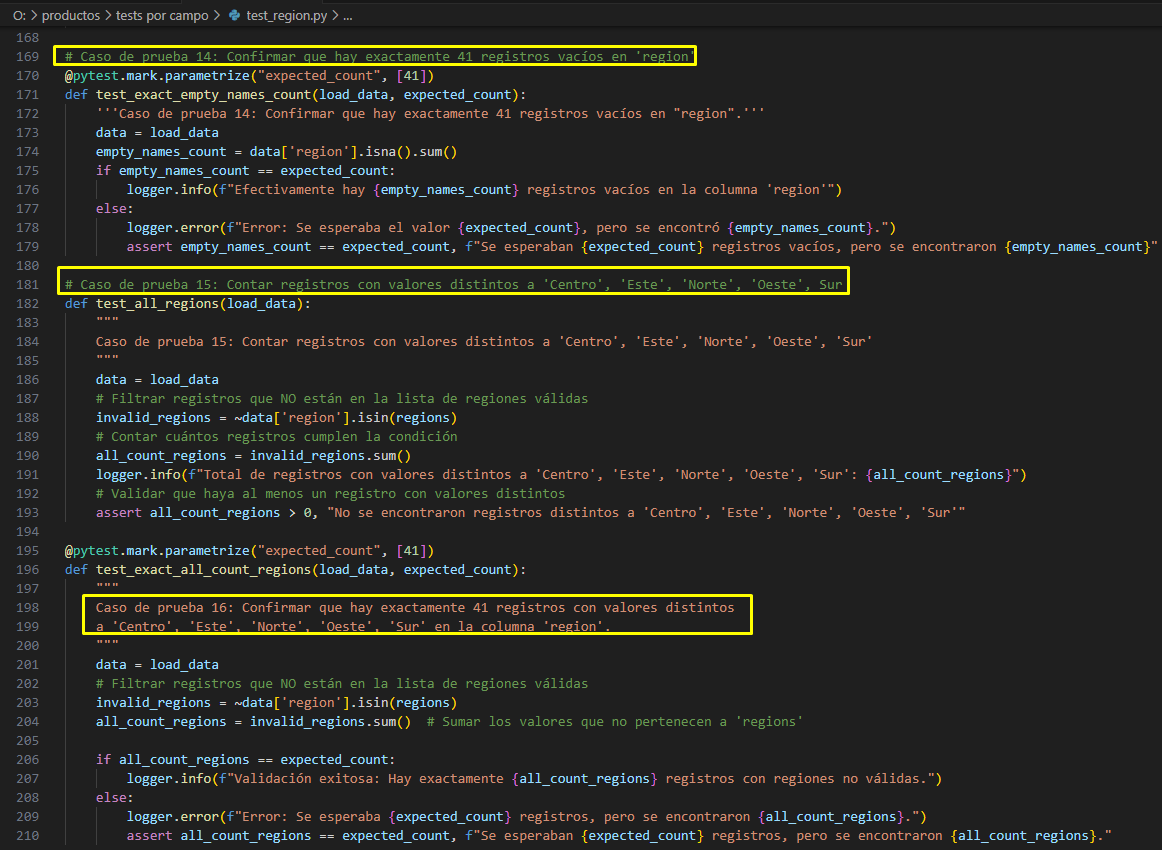 O: > productos > tests por campo > test_region.py > ...
168
169 # Caso de prueba 14: Confirmar que hay exactamente 41 registros vacíos en 'region'
170 @pytest.mark.parametrize("expected_count", [41])
171 def test_exact_empty_names_count(load_data, expected_count):
172     '''Caso de prueba 14: Confirmar que hay exactamente 41 registros vacíos en "region".'''
173     data = load_data
174     empty_names_count = data['region'].isna().sum()
175     if empty_names_count == expected_count:
176         logger.info(f"Efectivamente hay {empty_names_count} registros vacíos en la columna 'region'")
177     else:
178         logger.error(f"Error: Se esperaba el valor {expected_count}, pero se encontró {empty_names_count}.")
179         assert empty_names_count == expected_count, f"Se esperaban {expected_count} registros vacíos, pero se encontraron {empty_names_count}"
180
181 # Caso de prueba 15: Contar registros con valores distintos a 'Centro', 'Este', 'Norte', 'Oeste', Sur
182 def test_all_regions(load_data):
183     """
184     Caso de prueba 15: Contar registros con valores distintos a 'Centro', 'Este', 'Norte', 'Oeste', 'Sur'
185     """
186     data = load_data
187     # Filtrar registros que NO están en la lista de regiones válidas
188     invalid_regions = ~data['region'].isin(regions)
189     # Contar cuántos registros cumplen la condición
190     all_count_regions = invalid_regions.sum()
191     logger.info(f"Total de registros con valores distintos a 'Centro', 'Este', 'Norte', 'Oeste', 'Sur': {all_count_regions}")
192     # Validar que haya al menos un registro con valores distintos
193     assert all_count_regions > 0, "No se encontraron registros distintos a 'Centro', 'Este', 'Norte', 'Oeste', 'Sur'"
194
195 @pytest.mark.parametrize("expected_count", [41])
196 def test_exact_all_count_regions(load_data, expected_count):
197     """
198     Caso de prueba 16: Confirmar que hay exactamente 41 registros con valores distintos
199     a 'Centro', 'Este', 'Norte', 'Oeste', 'Sur' en la columna 'region'.
200     """
201     data = load_data
202     # Filtrar registros que NO están en la lista de regiones válidas
203     invalid_regions = ~data['region'].isin(regions)
204     all_count_regions = invalid_regions.sum()  # Sumar los valores que no pertenecen a 'regions'
205
206     if all_count_regions == expected_count:
207         logger.info(f"Validación exitosa: Hay exactamente {all_count_regions} registros con regiones no válidas.")
208     else:
209         logger.error(f"Error: Se esperaba {expected_count} registros, pero se encontraron {all_count_regions}.")
210         assert all_count_regions == expected_count, f"Se esperaban {expected_count} registros, pero se encontraron {all_count_regions}."